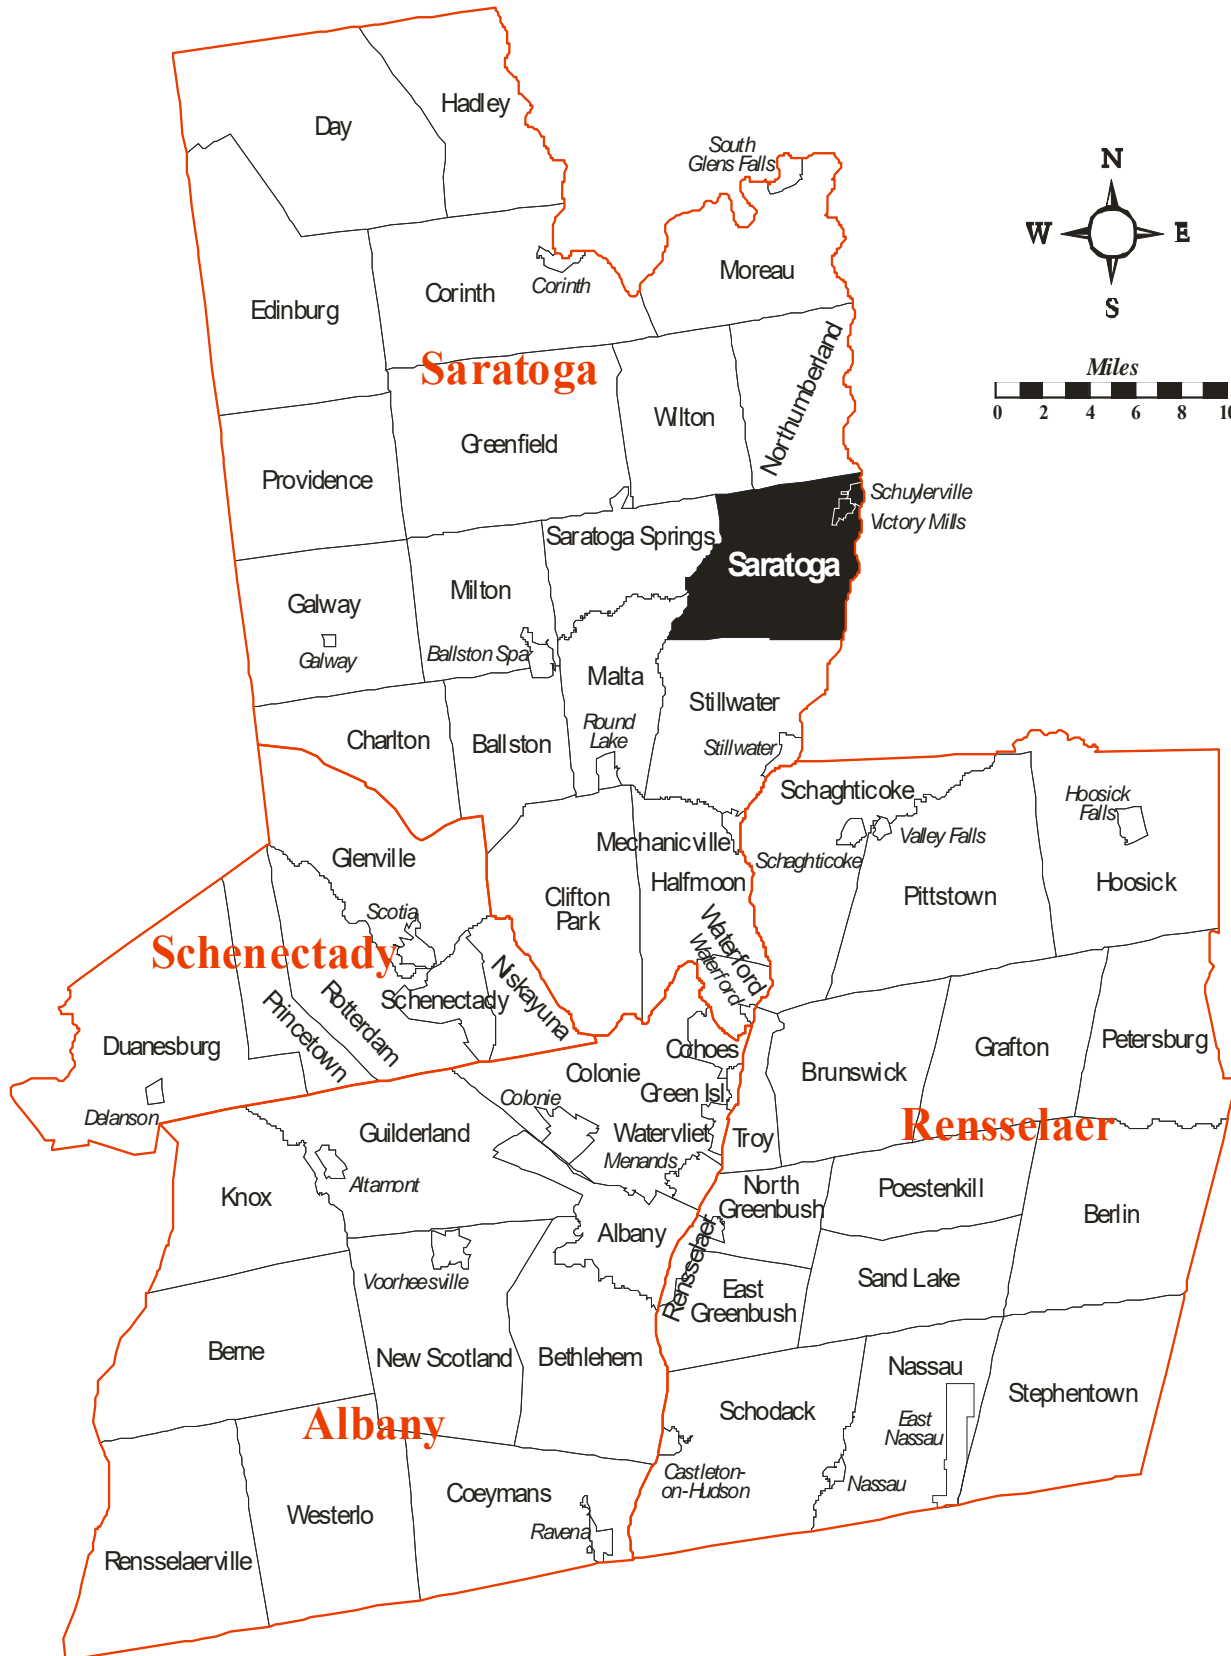 Hadley
Day
South
Glens Falls
N
W
E
S
Moreau
Corinth
Corinth
Edinburg
Northumberland
Saratoga
Miles
0 2 4 6 8 10
Wilton
Greenfield
Providence
Schuylerville
Victory Mills
Saratoga Springs
Saratoga
Milton
Galway
Galway
Ballston Spa
Malta
Stillwater
Round
Lake
Stillwater
Charlton
Ballston
Schaghticoke
Hoosick
Falls
Mechanicville
Valley Falls
Schaghticoke
Glenville
Halfmoon
Hoosick
Pittstown
Clifton
Park
Scotia
Waterford
Waterford
Schenectady
Niskayuna
Schenectady
Rotterdam
Princetown
Duanesburg
Cohoes
Grafton
Petersburg
Colonie
Brunswick
Green Isl.
Colonie
Delanson
Rensselaer
Guilderland
Watervliet
Troy
Menands
Altamont
Knox
North
Greenbush
Poestenkill
Berlin
Albany
Rensselaer
Voorheesville
Sand Lake
East
Greenbush
Berne
New Scotland
Bethlehem
Nassau
Stephentown
Schodack
Albany
East
Nassau
Castleton-
on-Hudson
Nassau
Coeymans
Westerlo
Ravena
Rensselaerville